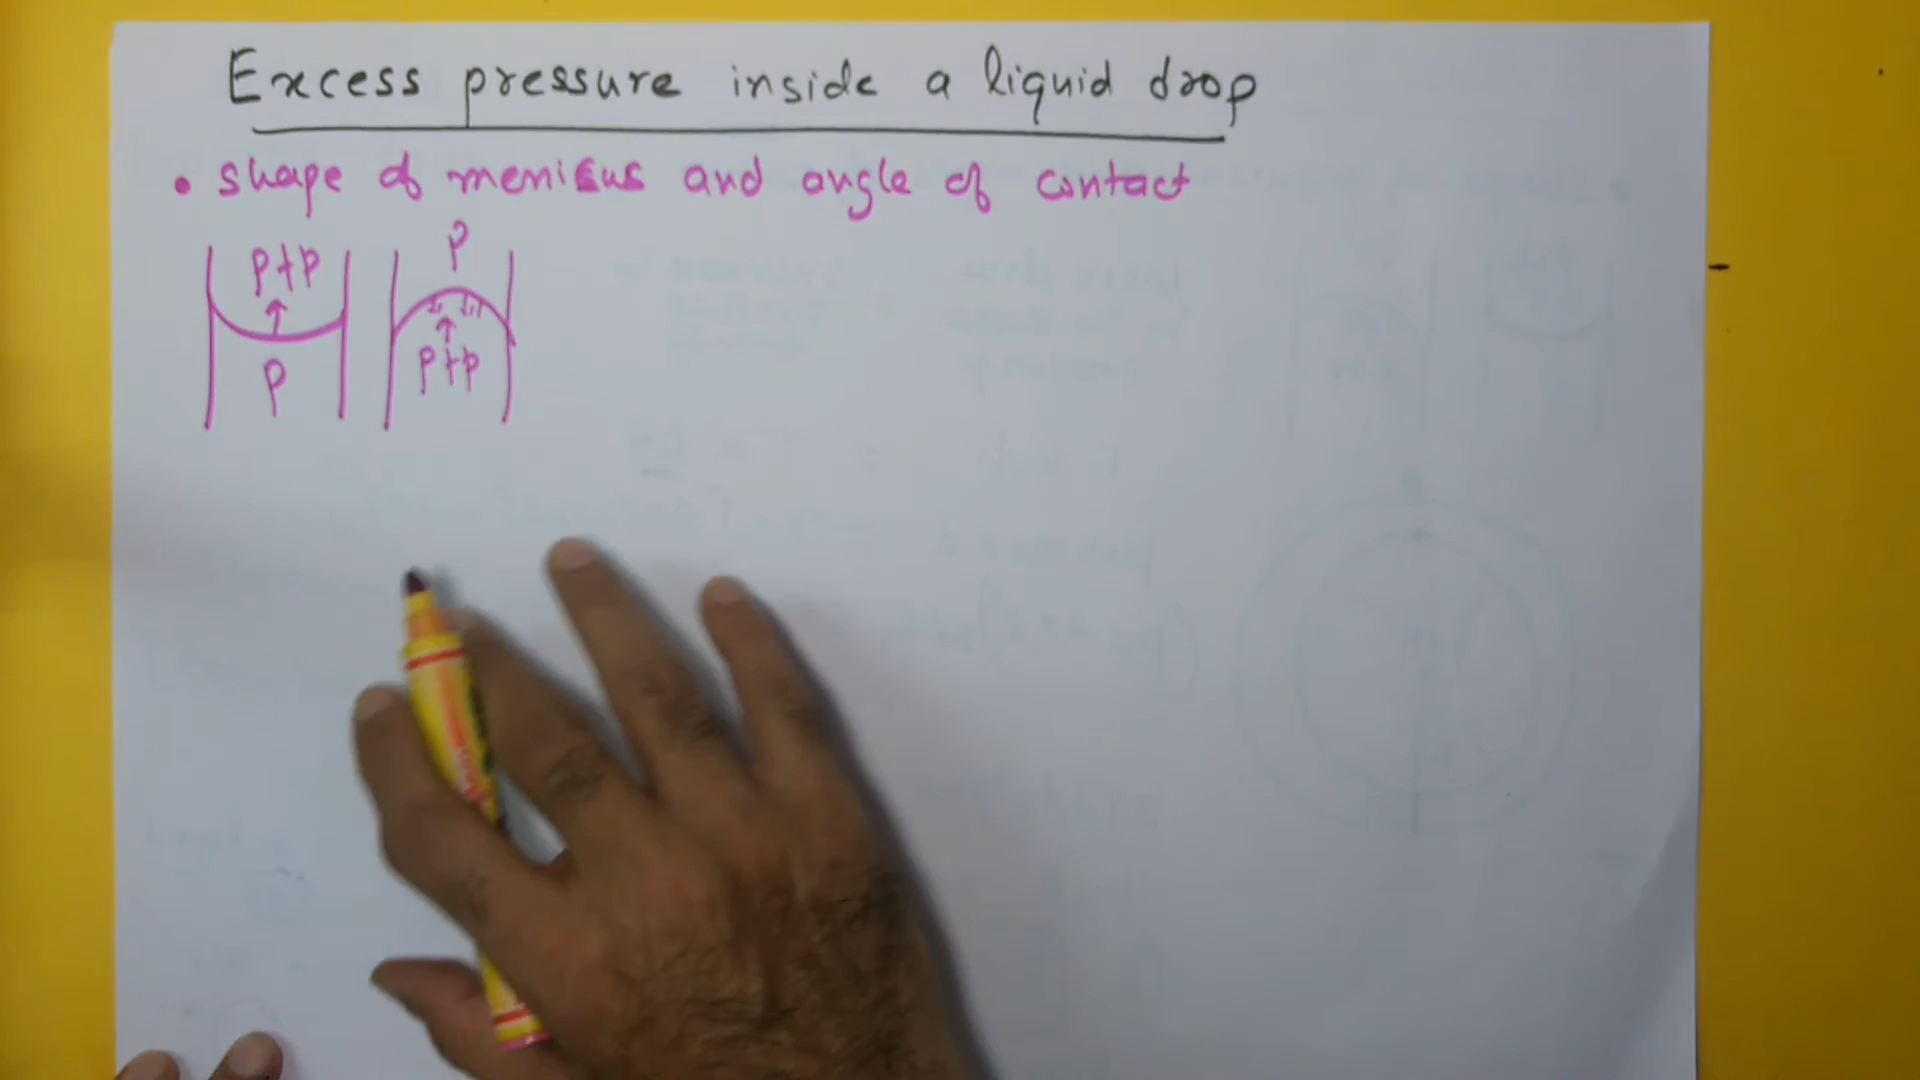 Excess pressure inside a liquid drop
• shape of meniscus and angle of contact
P+p
P
P
P+p